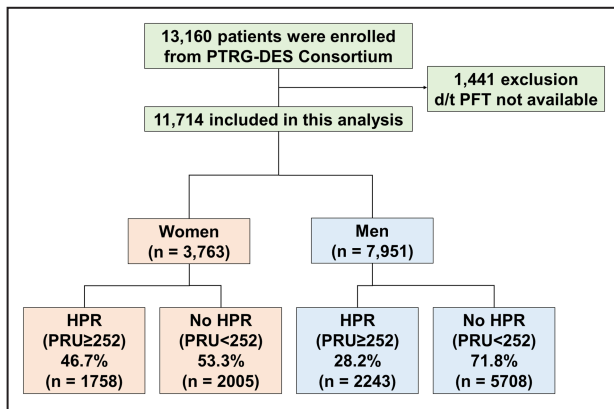 13,160 patients were enrolled
from PTRG-DES Consortium
1,441 exclusion
d/t PFT not available
11,714 included in this analysis
Women
(n = 3,763)
Men
(n = 7,951)
HPR
(PRU≥252)
46.7%
(n = 1758)
No HPR
(PRU<252)
53.3%
(n = 2005)
HPR
(PRU≥252)
28.2%
(n = 2243)
No HPR
(PRU<252)
71.8%
(n = 5708)